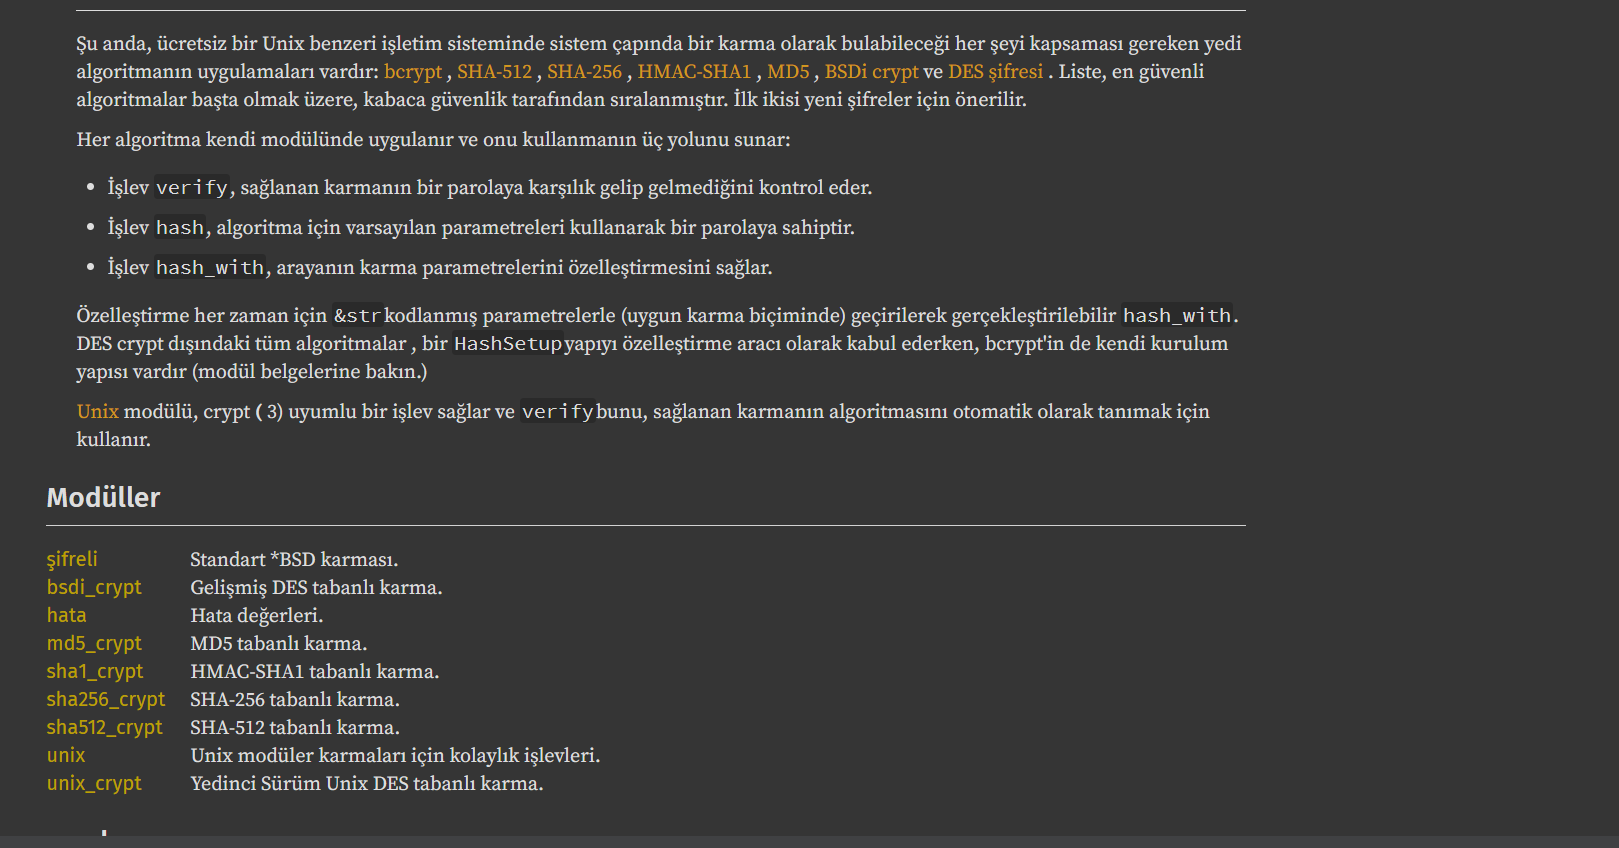 Şu anda, ücretsiz bir Unix benzeri işletim sisteminde sistem çapında bir karma olarak bulabileceği her şeyi kapsaması gereken yedi
algoritmanın uygulamaları vardır: bcrypt , SHA-512 , SHA-256 , HMAC-SHA1 , MD5 , BSDi crypt ve DES şifresi . Liste, en güvenli
algoritmalar başta olmak üzere, kabaca güvenlik tarafından sıralanmıştır. İlk ikisi yeni şifreler için önerilir.
Her algoritma kendi modülünde uygulanır ve onu kullanmanın üç yolunu sunar:
• İşlev verify, sağlanan karmanın bir parolaya karşılık gelip gelmediğini kontrol eder.
• İşlev hash, algoritma için varsayılan parametreleri kullanarak bir parolaya sahiptir.
• İşlev hash_with, arayanın karma parametrelerini özelleştirmesini sağlar.
Özelleştirme her zaman için &strkodlanmış parametrelerle (uygun karma biçiminde) geçirilerek gerçekleştirilebilir hash_with.
DES crypt dışındaki tüm algoritmalar , bir HashSetupyapıyı özelleştirme aracı olarak kabul ederken, bcrypt'in de kendi kurulum
yapısı vardır (modül belgelerine bakın.)
Unix modülü, crypt ( 3) uyumlu bir işlev sağlar ve verifybunu, sağlanan karmanın algoritmasını otomatik olarak tanımak için
kullanır.
Modüller
şifreli Standart *BSD karması.
bsdi_crypt Gelişmiş DES tabanlı karma.
hata Hata değerleri.
md5_crypt MD5 tabanlı karma.
sha1_crypt HMAC-SHA1 tabanlı karma.
sha256_crypt SHA-256 tabanlı karma.
sha512_crypt SHA-512 tabanlı karma.
unix Unix modüler karmaları için kolaylık işlevleri.
unix_crypt Yedinci Sürüm Unix DES tabanlı karma.